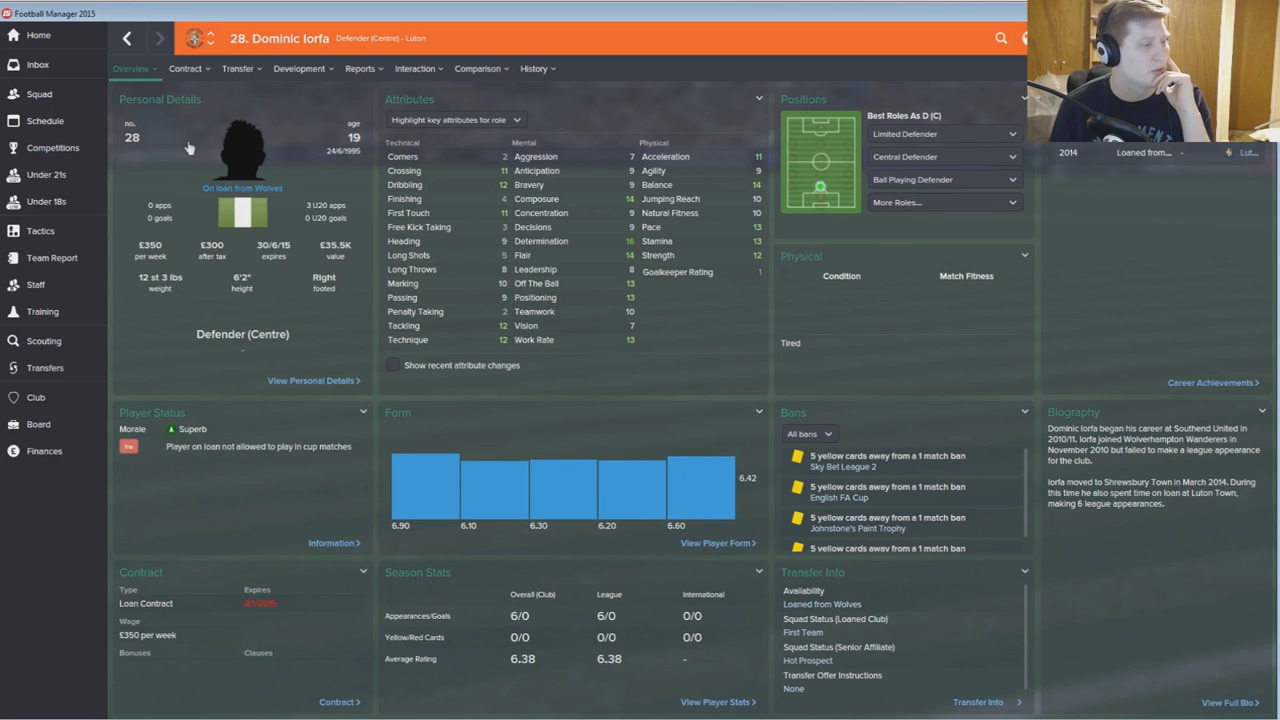 Football Manager 2015
Home
Inbox
Squad
Schedule
Competitions
Under 21s
Under 18s
Tactics
Team Report
Staff
Training
Scouting
Transfers
Club
Board
Finances
28. Dominic Iorfa Defender (Centre) - Luton
Overview Contract Transfer Development Reports Interaction Comparison History
Personal Details
no.
28
age
19
24/6/1995
On loan from Wolves
0 apps
0 goals
3 U20 apps
0 U20 goals
£350 per week
£300 after tax
30/6/15 expires
£35.5K value
12 st 3 lbs weight
6'2" height
Right footed
Defender (Centre)
-
View Personal Details >
Attributes
Highlight key attributes for role
Technical Mental Physical
Corners 2 Aggression 7 Acceleration 11
Crossing 11 Anticipation 9 Agility 9
Dribbling 12 Bravery 9 Balance 14
Finishing 4 Composure 14 Jumping Reach 10
First Touch 11 Concentration 9 Natural Fitness 10
Free Kick Taking 3 Decisions 9 Pace 13
Heading 9 Determination 16 Stamina 13
Long Shots 5 Flair 14 Strength 12
Long Throws 8 Leadership 8 Goalkeeper Rating 1
Marking 10 Off The Ball 13
Passing 9 Positioning 13
Penalty Taking 2 Teamwork 10
Tackling 12 Vision 7
Technique 12 Work Rate 13
Show recent attribute changes
Positions
Best Roles As D (C)
Limited Defender
Central Defender
Ball Playing Defender
More Roles...
Physical
Condition Match Fitness
Tired
2014 Loaned from... - Lut...
Career Achievements >
Player Status
Morale Superb
Ine Player on loan not allowed to play in cup matches
Information >
Form
6.42
6.90 6.10 6.30 6.20 6.60
View Player Form >
Bans
All bans
5 yellow cards away from a 1 match ban
Sky Bet League 2
5 yellow cards away from a 1 match ban
English FA Cup
5 yellow cards away from a 1 match ban
Johnstone's Paint Trophy
5 yellow cards away from a 1 match ban
Biography
Dominic Iorfa began his career at Southend United in
2010/11. Iorfa joined Wolverhampton Wanderers in
November 2010 but failed to make a league appearance
for the club.
Iorfa moved to Shrewsbury Town in March 2014. During
this time he also spent time on loan at Luton Town,
making 6 league appearances.
View Full Bio >
Contract
Type Expires
Loan Contract 8/1/2015
Wage
£350 per week
Bonuses Clauses
Contract >
Season Stats
Overall (Club) League International
Appearances/Goals 6/0 6/0 0/0
Yellow/Red Cards 0/0 0/0 0/0
Average Rating 6.38 6.38 -
View Player Stats >
Transfer Info
Availability
Loaned from Wolves
Squad Status (Loaned Club)
First Team
Squad Status (Senior Affiliate)
Hot Prospect
Transfer Offer Instructions
None
Transfer Info >